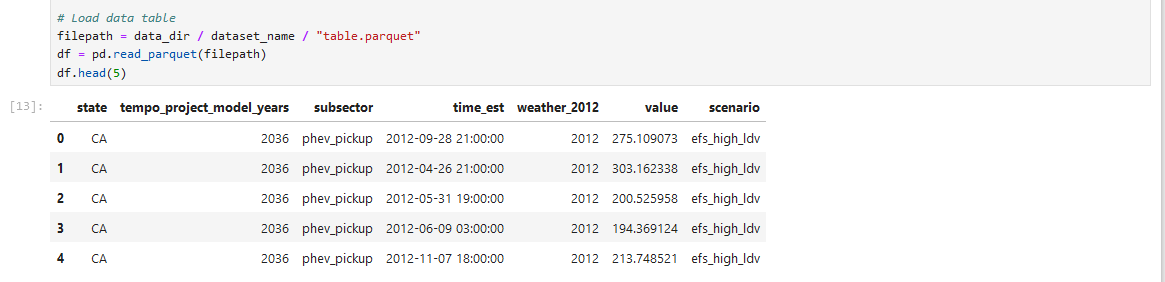 # Load data table
filepath = data_dir / dataset_name / "table.parquet"
df = pd.read_parquet(filepath)
df.head(5)
[13]:
state tempo_project_model_years subsector time_est weather_2012 value scenario
0 CA 2036 phev_pickup 2012-09-28 21:00:00 2012 275.109073 efs_high_ldv
1 CA 2036 phev_pickup 2012-04-26 21:00:00 2012 303.162338 efs_high_ldv
2 CA 2036 phev_pickup 2012-05-31 19:00:00 2012 200.525958 efs_high_ldv
3 CA 2036 phev_pickup 2012-06-09 03:00:00 2012 194.369124 efs_high_ldv
4 CA 2036 phev_pickup 2012-11-07 18:00:00 2012 213.748521 efs_high_ldv